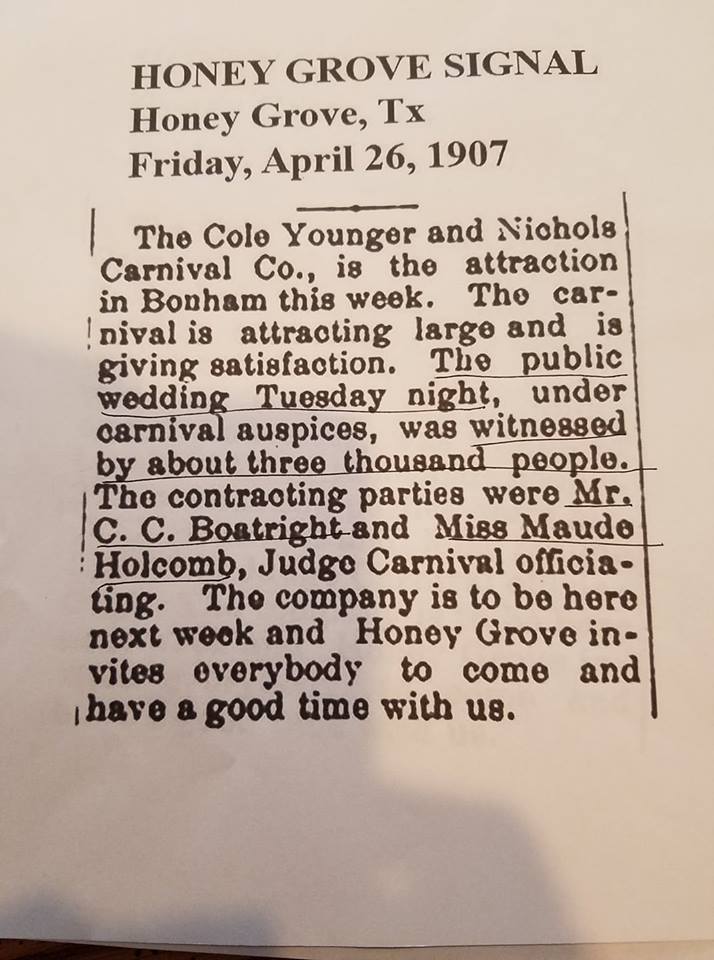 HONEY GROVE SIGNAL
Honey Grove, Tx
Friday, April 26, 1907
The Cole Younger and Nichols
Carnival Co., is the attraction
in Bonham this week. The car-
nival is attracting large and is
giving satisfaction. The public
wedding Tuesday night, under
carnival auspices, was witnessed
by about three thousand people.
The contracting parties were Mr.
C. C. Boatright and Miss Maude
Holcomb, Judge Carnival officia-
ting. The company is to be here
next week and Honey Grove in-
vites everybody to come and
have a good time with us.